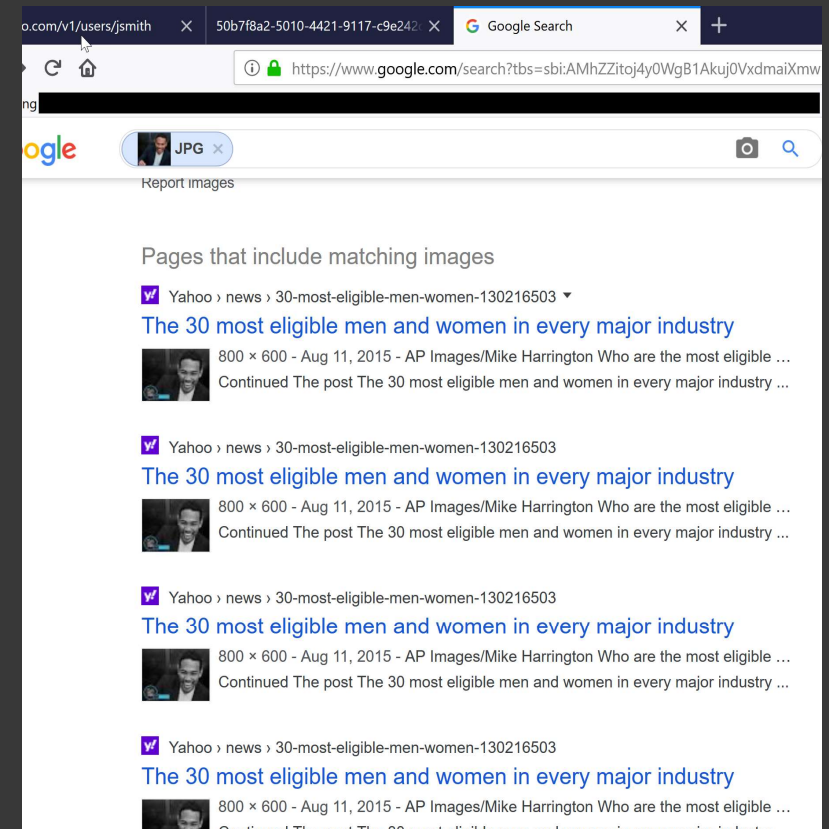 o.com/v1/users/jsmith
50b7f8a2-5010-4421-9117-c9e242
Google Search
https://www.google.com/search?tbs=sbi:AMhZZitoj4y0WgB1Akuj0VxdmaiXmw
ng
ogle
JPG
Report images
Pages that include matching images
Yahoo › news › 30-most-eligible-men-women-130216503
The 30 most eligible men and women in every major industry
800 × 600 - Aug 11, 2015 - AP Images/Mike Harrington Who are the most eligible ...
Continued The post The 30 most eligible men and women in every major industry ...
Yahoo › news › 30-most-eligible-men-women-130216503
The 30 most eligible men and women in every major industry
800 × 600 - Aug 11, 2015 - AP Images/Mike Harrington Who are the most eligible ...
Continued The post The 30 most eligible men and women in every major industry ...
Yahoo › news › 30-most-eligible-men-women-130216503
The 30 most eligible men and women in every major industry
800 × 600 - Aug 11, 2015 - AP Images/Mike Harrington Who are the most eligible ...
Continued The post The 30 most eligible men and women in every major industry ...
Yahoo › news › 30-most-eligible-men-women-130216503
The 30 most eligible men and women in every major industry
800 × 600 - Aug 11, 2015 - AP Images/Mike Harrington Who are the most eligible ...